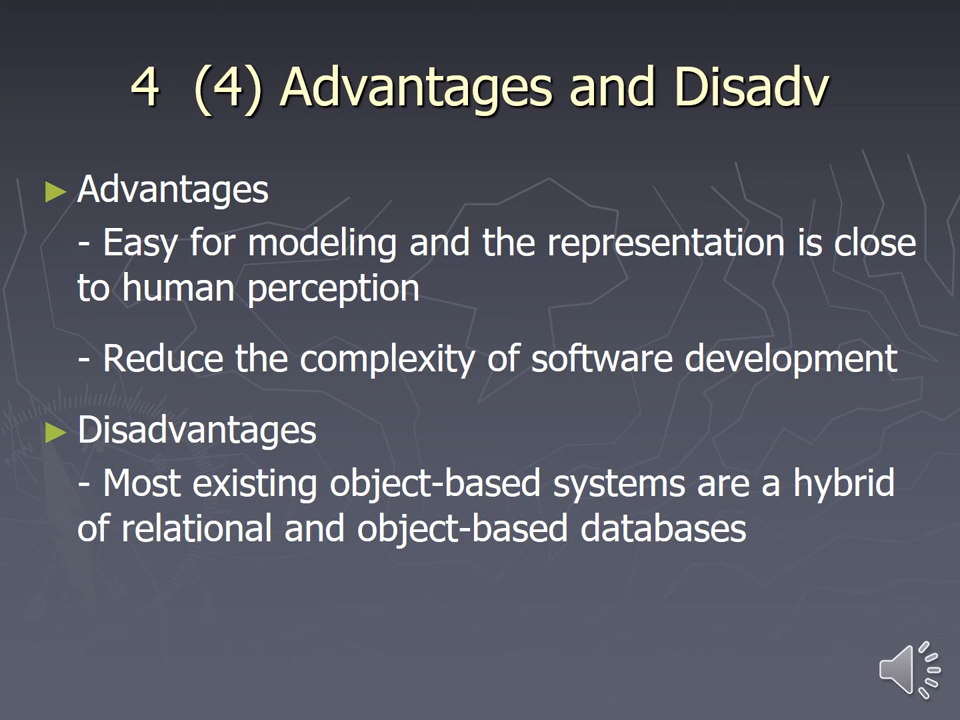 4 (4) Advantages and Disadv
► Advantages
- Easy for modeling and the representation is close
to human perception
- Reduce the complexity of software development
► Disadvantages
- Most existing object-based systems are a hybrid
of relational and object-based databases